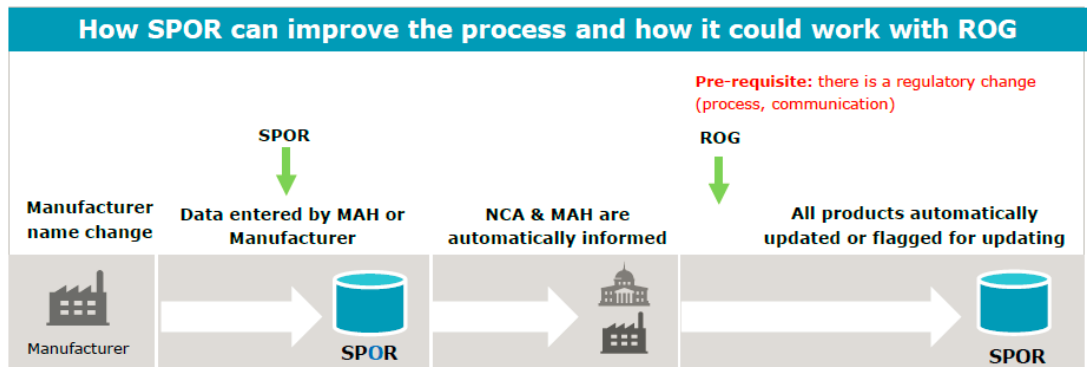 How SPOR can improve the process and how it could work with ROG
Pre-requisite: there is a regulatory change
(process, communication)
SPOR
ROG
Manufacturer
name change
Data entered by MAH or
Manufacturer
NCA & MAH are
automatically informed
All products automatically
updated or flagged for updating
Manufacturer
SPOR
SPOR